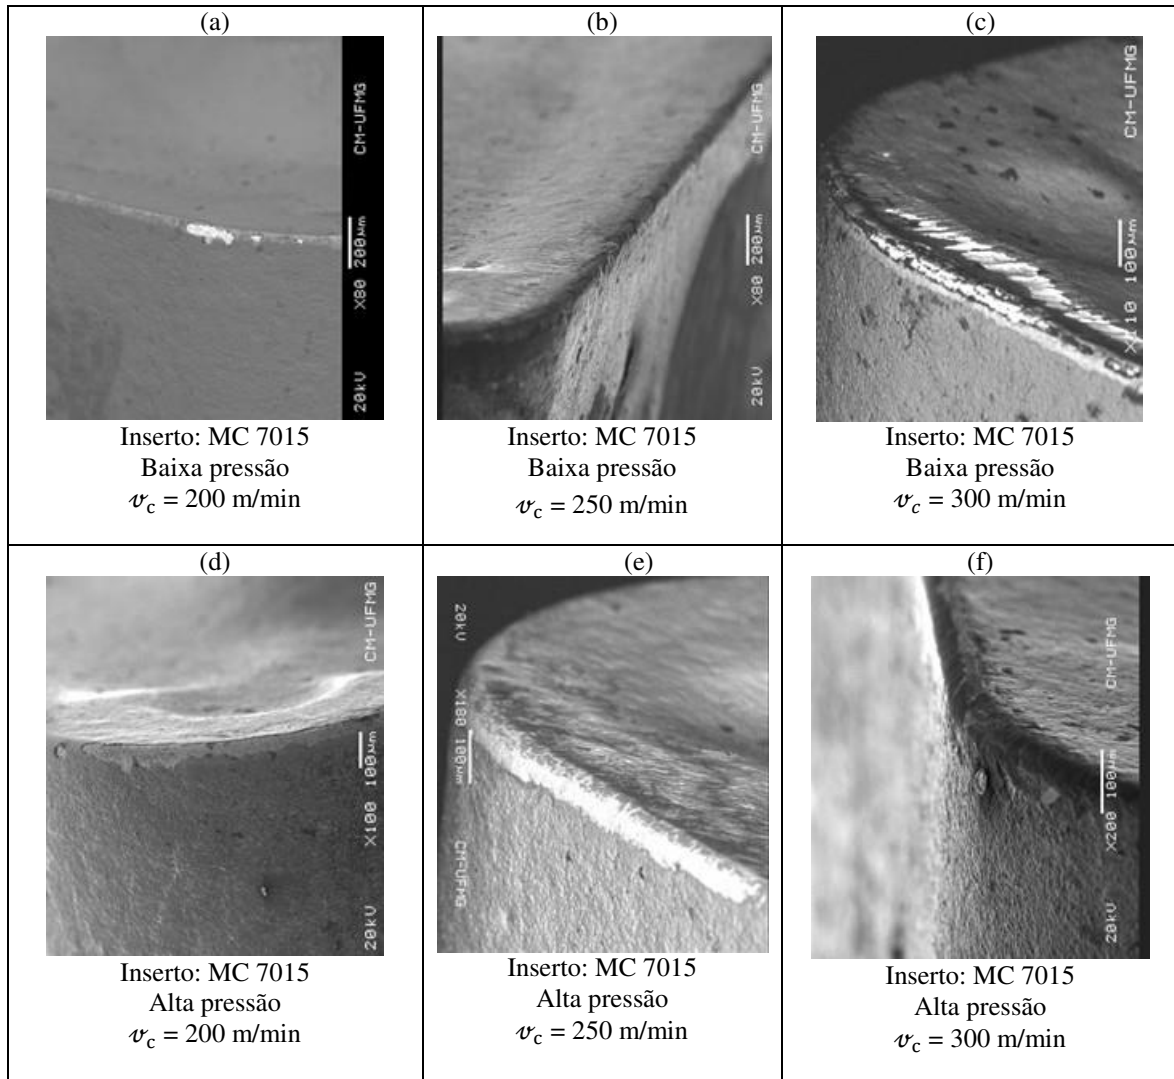 (a)
CM-UFMG
X80 200µm
20kV
Inserto: MC 7015
Baixa pressão
𝓋c = 200 m/min
(b)
CM-UFMG
X80 200µm
20kV
Inserto: MC 7015
Baixa pressão
𝓋c = 250 m/min
(c)
CM-UFMG
X110 100µm
Inserto: MC 7015
Baixa pressão
𝓋c = 300 m/min
(d)
CM-UFMG
X100 100µm
20kV
Inserto: MC 7015
Alta pressão
𝓋c = 200 m/min
(e)
20kV
X180 100µm
CM-UFMG
Inserto: MC 7015
Alta pressão
𝓋c = 250 m/min
(f)
CM-UFMG
X200 100µm
20kV
Inserto: MC 7015
Alta pressão
𝓋c = 300 m/min